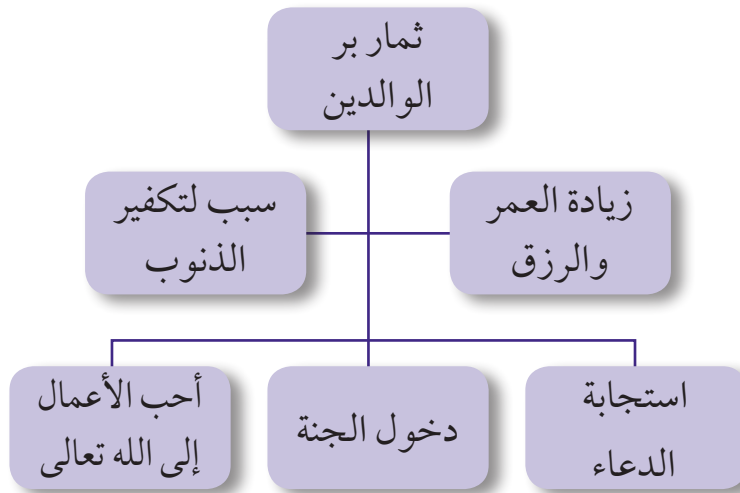 ثمار بر
الوالدين
زيادة العمر
والرزق
سبب لتكفير
الذنوب
استجابة
الدعاء
دخول الجنة
أحب الأعمال
إلى الله تعالى